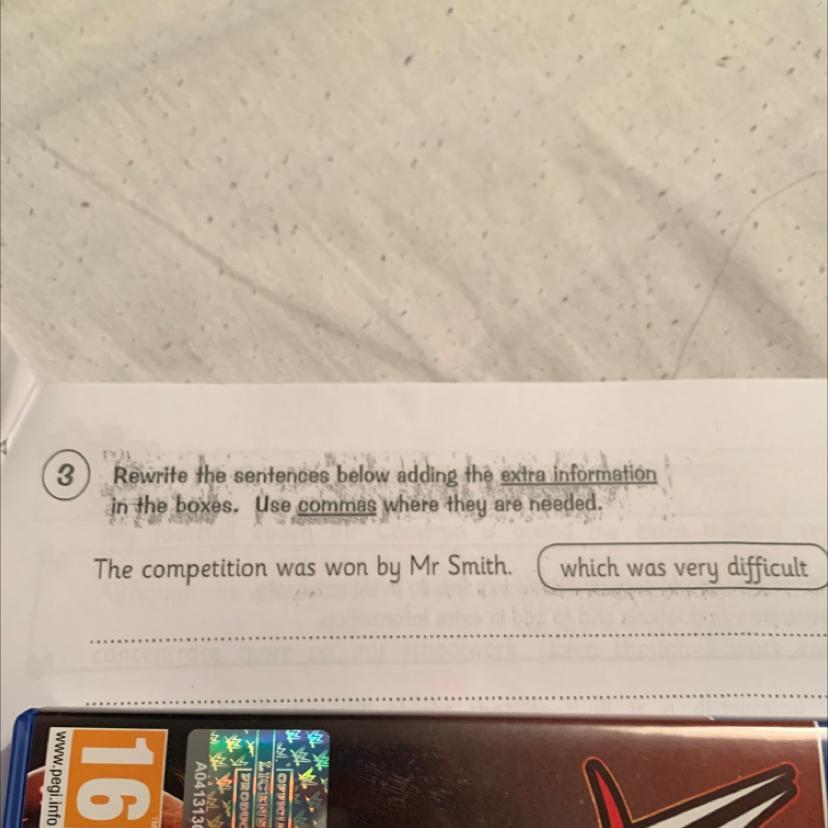 3 Rewrite the sentences below adding the extra information
in the boxes. Use commas where they are needed.
The competition was won by Mr Smith. which was very difficult
16
www.pegi.info